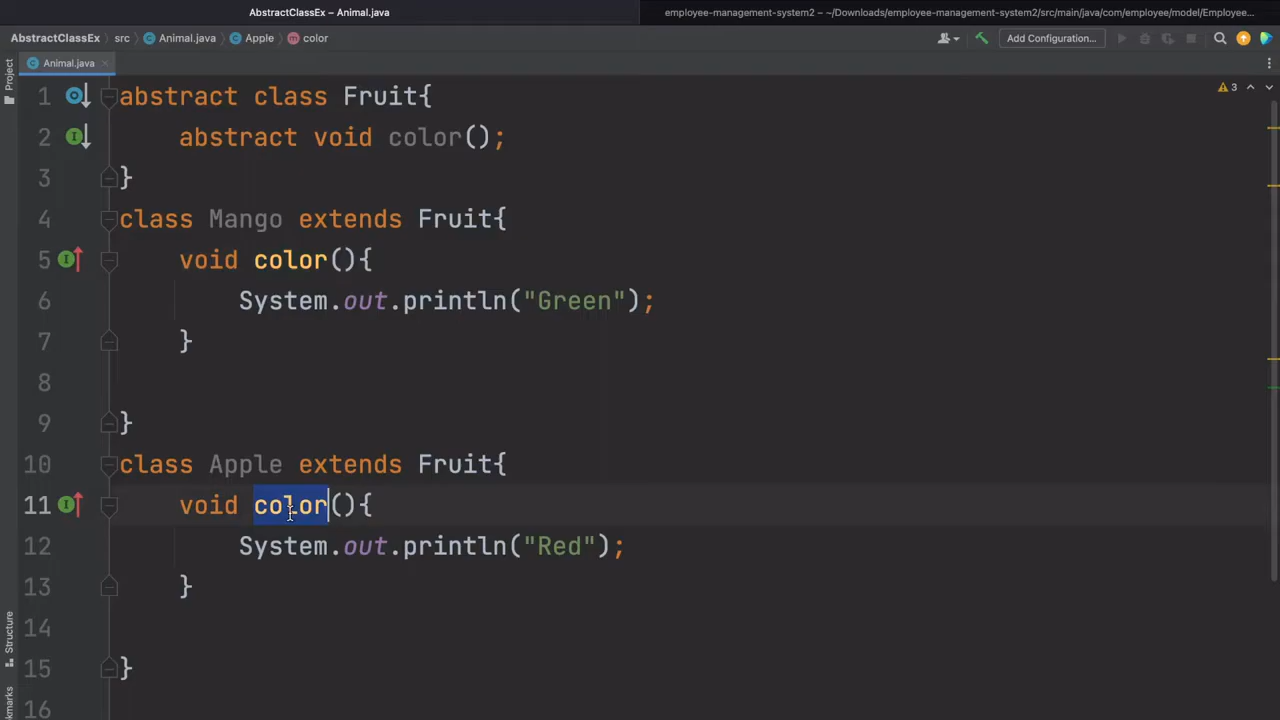 AbstractClassEx – Animal.java
employee-management-system2 – ~/Downloads/employee-management-system2/src/main/java/com/employee/model/Employee...
AbstractClassEx src Animal.java Apple color
Add Configuration...
Project
Animal.java
3
1 abstract class Fruit{
2 abstract void color();
3 }
4 class Mango extends Fruit{
5 void color(){
6 System.out.println("Green");
7 }
8
9 }
10 class Apple extends Fruit{
11 void color(){
12 System.out.println("Red");
13 }
14
15 }
16
Structure